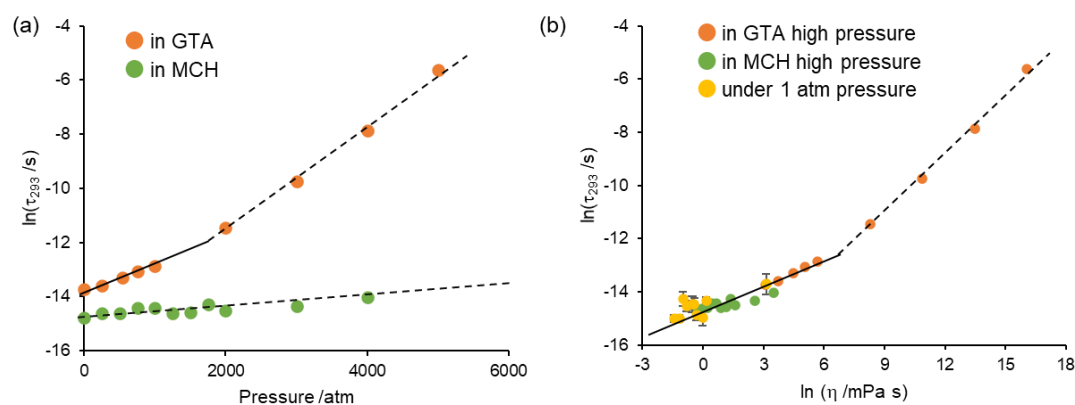 (a)
in GTA
in MCH
-4
-6
-8
-10
-12
-14
-16
ln(τ293 /s)
0
2000
4000
6000
Pressure /atm
(b)
in GTA high pressure
in MCH high pressure
under 1 atm pressure
-4
-6
-8
-10
-12
-14
-16
ln(τ293 /s)
-3
0
3
6
9
12
15
18
ln (η /mPa s)